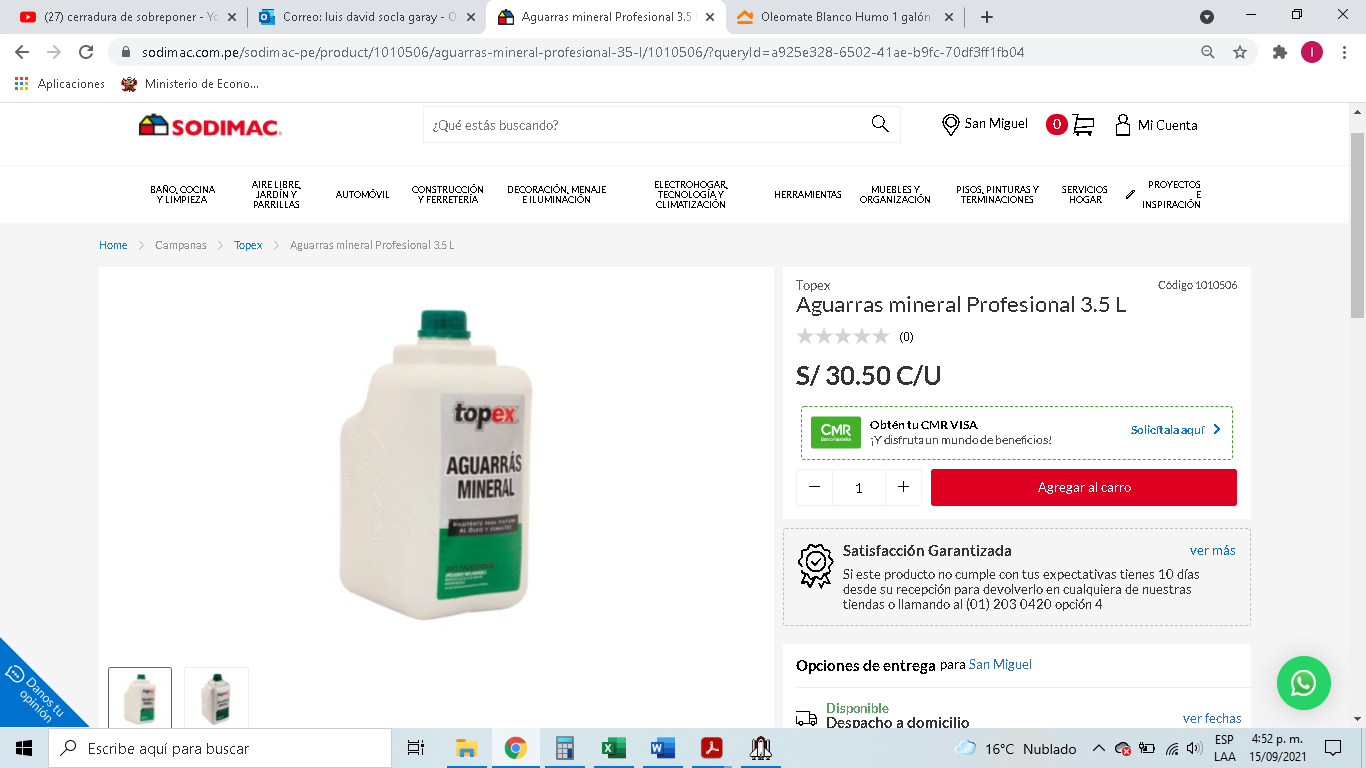 (27) cerradura de sobreponer - Yo
Correo: luis david socla garay - O
Aguarras mineral Profesional 3.5 l
Oleomate Blanco Humo 1 galón
sodimac.com.pe/sodimac-pe/product/1010506/aguarras-mineral-profesional-35-l/1010506/?queryId=a925e328-6502-41ae-b9fc-70df3ff1fb04
I
Aplicaciones
Ministerio de Econo...
SODIMAC
¿Qué estás buscando?
San Miguel
0
Mi Cuenta
BAÑO, COCINA
Y LIMPIEZA
AIRE LIBRE,
JARDÍN Y
PARRILLAS
AUTOMÓVIL
CONSTRUCCIÓN
Y FERRETERÍA
DECORACIÓN, MENAJE
E ILUMINACIÓN
ELECTROHOGAR,
TECNOLOGÍA Y
CLIMATIZACIÓN
HERRAMIENTAS
MUEBLES Y
ORGANIZACIÓN
PISOS, PINTURAS Y
TERMINACIONES
SERVICIOS
HOGAR
PROYECTOS
E
INSPIRACIÓN
Home > Campanas > Topex > Aguarras mineral Profesional 3.5 L
topex
AGUARRÁS
MINERAL
DILUYENTE PARA PINTURA
AL ÓLEO Y ESMALTES
Topex
Código 1010506
Aguarras mineral Profesional 3.5 L
(0)
S/ 30.50 C/U
CMR
Banco Falabella
Obtén tu CMR VISA
¡Y disfruta un mundo de beneficios!
Solicítala aquí
1
Agregar al carro
Satisfacción Garantizada
ver más
Si este producto no cumple con tus expectativas tienes 10 días
desde su recepción para devolverlo en cualquiera de nuestras
tiendas o llamando al (01) 203 0420 opción 4
Opciones de entrega para San Miguel
Disponible
Despacho a domicilio
ver fechas
Danos tu
opinión
Escribe aquí para buscar
16°C Nublado
ESP
LAA
4:52 p. m.
15/09/2021